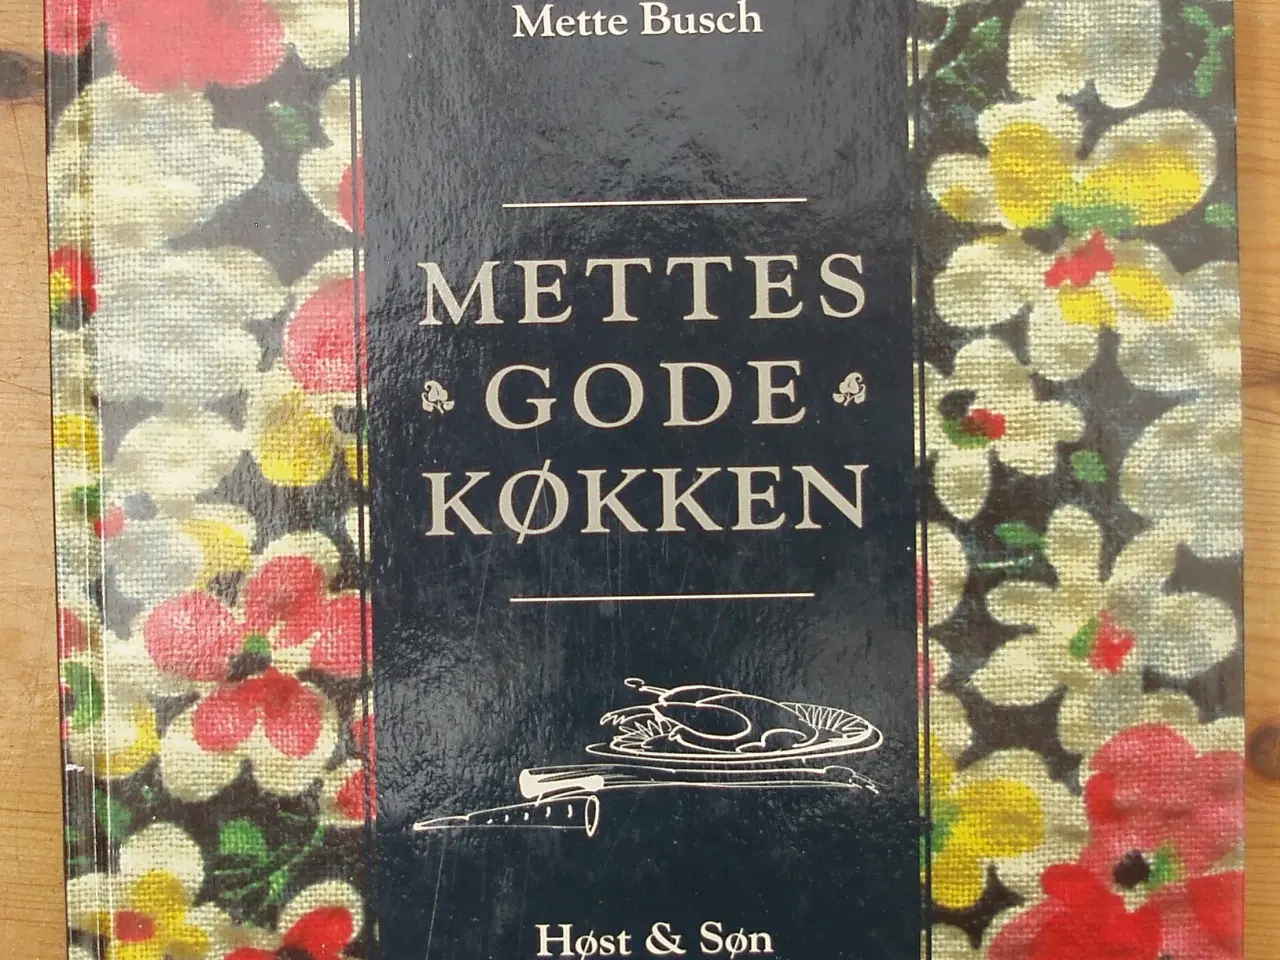 Mette Busch
METTES
GODE
KØKKEN
Høst & Søn